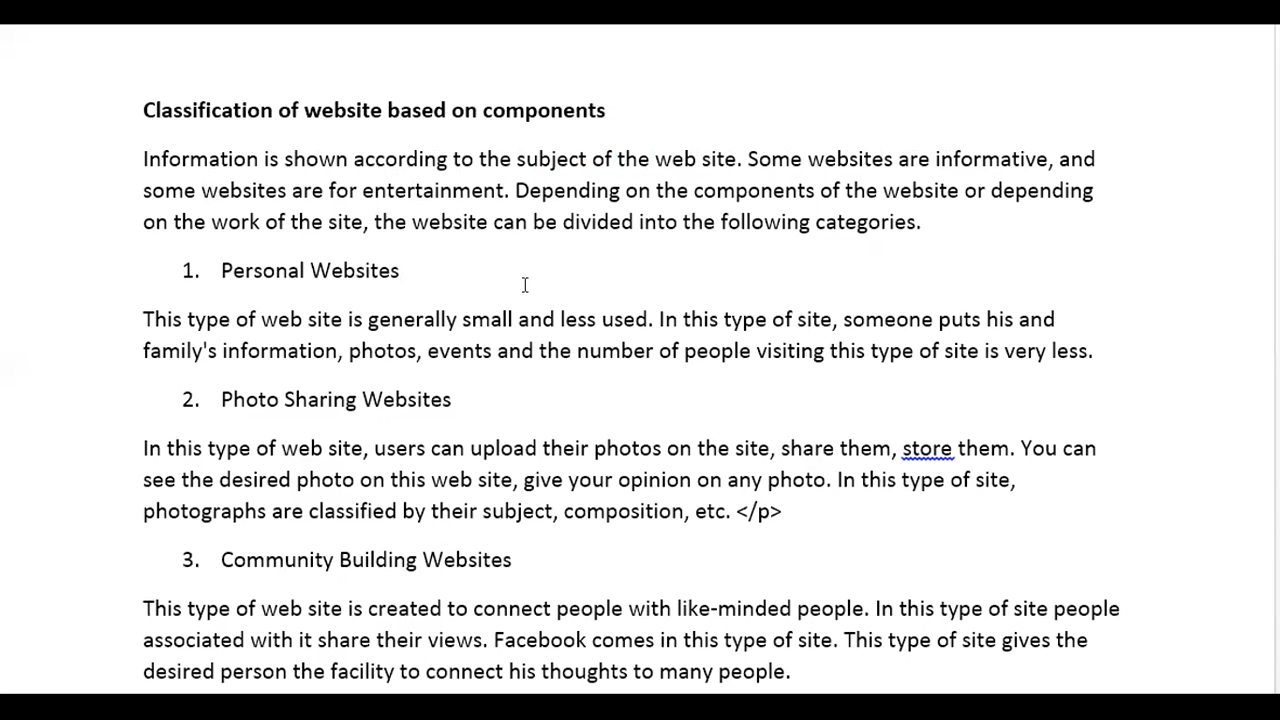 Classification of website based on components
Information is shown according to the subject of the web site. Some websites are informative, and
some websites are for entertainment. Depending on the components of the website or depending
on the work of the site, the website can be divided into the following categories.
1. Personal Websites
This type of web site is generally small and less used. In this type of site, someone puts his and
family's information, photos, events and the number of people visiting this type of site is very less.
2. Photo Sharing Websites
In this type of web site, users can upload their photos on the site, share them, store them. You can
see the desired photo on this web site, give your opinion on any photo. In this type of site,
photographs are classified by their subject, composition, etc. </p>
3. Community Building Websites
This type of web site is created to connect people with like-minded people. In this type of site people
associated with it share their views. Facebook comes in this type of site. This type of site gives the
desired person the facility to connect his thoughts to many people.